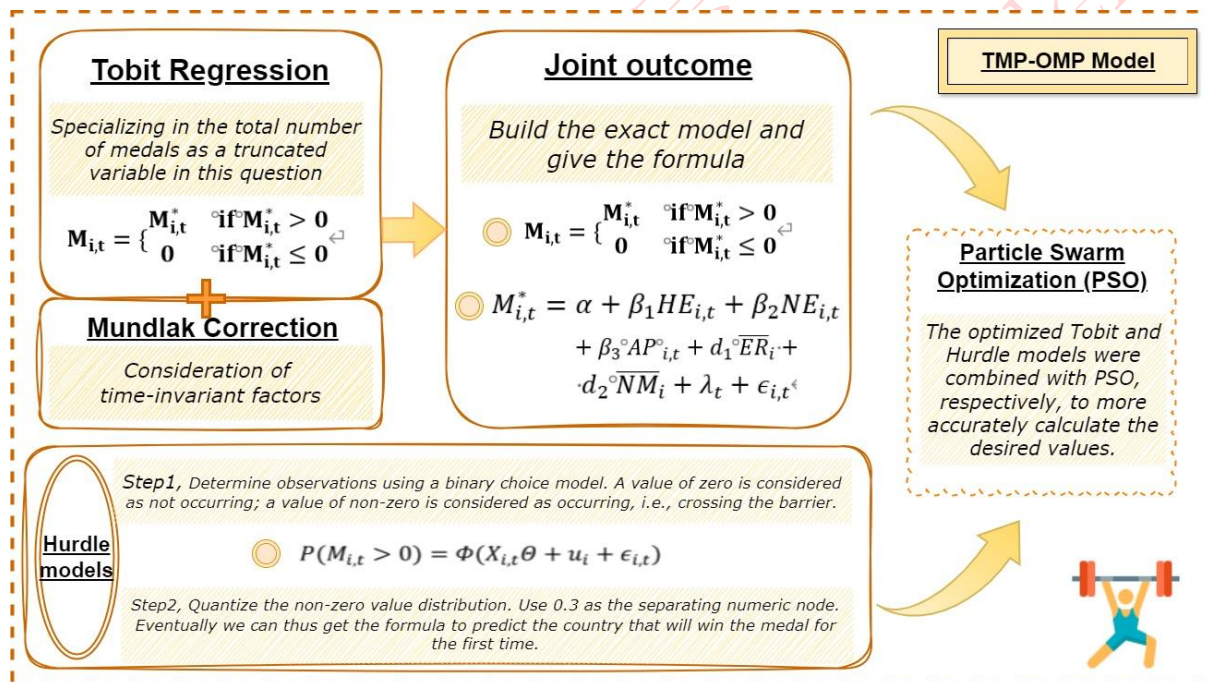 Tobit Regression
Specializing in the total number
of medals as a truncated
variable in this question
M_{i,t} = { M*_{i,t} °if°M*_{i,t} > 0
0 °if°M*_{i,t} ≤ 0 ↵
+
Mundlak Correction
Consideration of
time-invariant factors
Joint outcome
Build the exact model and
give the formula
M_{i,t} = { M*_{i,t} °if°M*_{i,t} > 0
0 °if°M*_{i,t} ≤ 0 ↵
M*_{i,t} = α + β₁HE_{i,t} + β₂NE_{i,t}
+ β₃°AP°_{i,t} + d₁°\overline{ER}_i· +
·d₂°\overline{NM}_i + λ_t + ϵ_{i,t}↵
TMP-OMP Model
Particle Swarm
Optimization (PSO)
The optimized Tobit and
Hurdle models were
combined with PSO,
respectively, to more
accurately calculate the
desired values.
Hurdle
models
Step1, Determine observations using a binary choice model. A value of zero is considered
as not occurring; a value of non-zero is considered as occurring, i.e., crossing the barrier.
P(M_{i,t} > 0) = Φ(X_{i,t}Θ + u_i + ϵ_{i,t})
Step2, Quantize the non-zero value distribution. Use 0.3 as the separating numeric node.
Eventually we can thus get the formula to predict the country that will win the medal for
the first time.